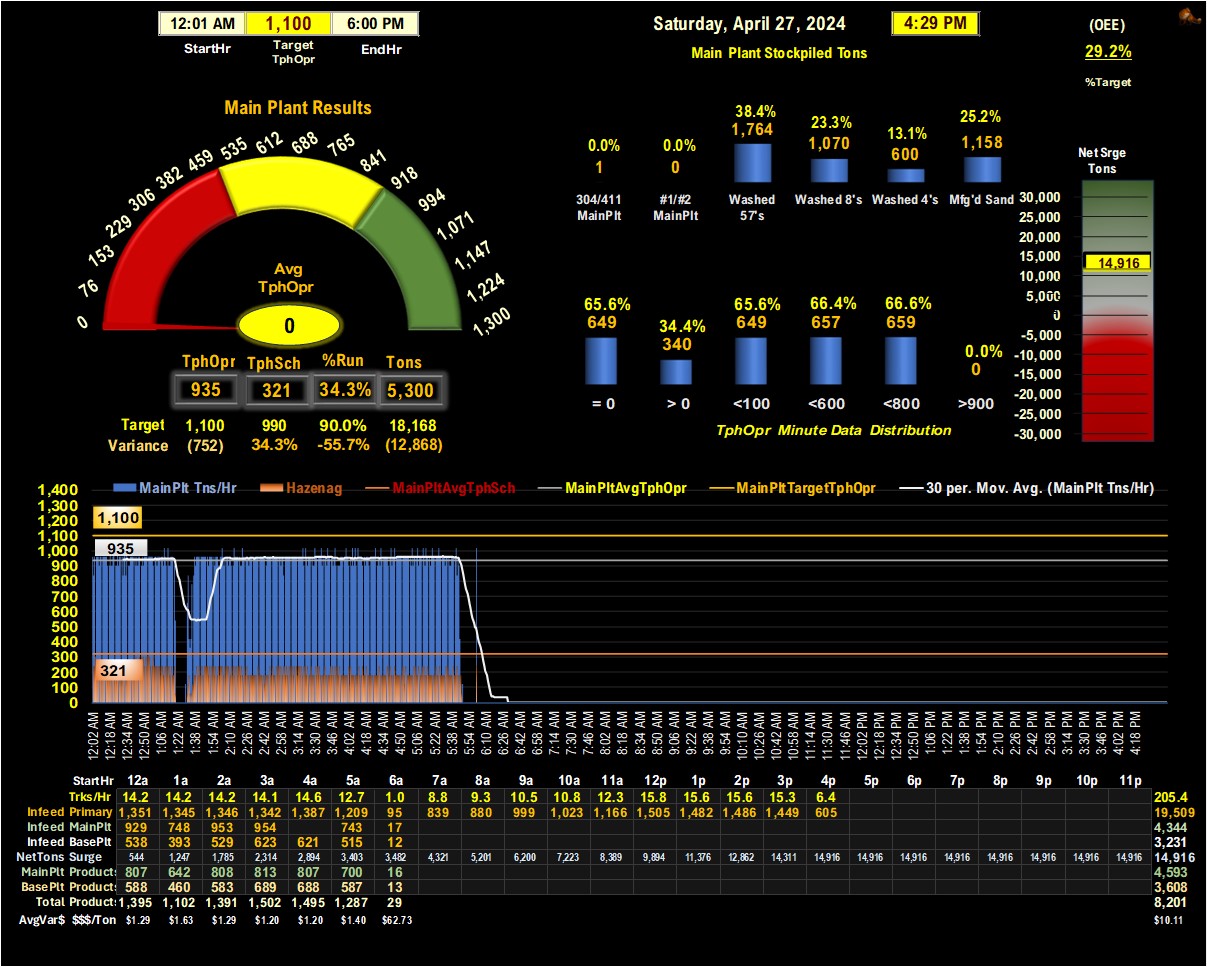 12:01 AM 1,100 6:00 PM
StartHr Target TphOpr EndHr
Saturday, April 27, 2024 4:29 PM
Main Plant Stockpiled Tons
(OEE)
29.2%
%Target
Main Plant Results
0 76 153 229 306 382 459 535 612 688 765 841 918 994 1,071 1,147 1,224 1,300
Avg
TphOpr
0
TphOpr TphSch %Run Tons
935 321 34.3% 5,300
Target 1,100 990 90.0% 18,168
Variance (752) 34.3% -55.7% (12,868)
0.0% 0.0% 38.4% 23.3% 13.1% 25.2%
1 0 1,764 1,070 600 1,158
304/411 MainPlt #1/#2 MainPlt Washed 57's Washed 8's Washed 4's Mfg'd Sand
65.6% 34.4% 65.6% 66.4% 66.6% 0.0%
649 340 649 657 659 0
= 0 > 0 <100 <600 <800 >900
TphOpr Minute Data Distribution
Net Srge
Tons
30,000
25,000
20,000
15,000
14,916
10,000
5,000
0
-5,000
-10,000
-15,000
-20,000
-25,000
-30,000
MainPlt Tns/Hr Hazenag MainPltAvgTphSch MainPltAvgTphOpr MainPltTargetTphOpr 30 per. Mov. Avg. (MainPlt Tns/Hr)
1,400
1,300
1,200
1,100
1,000
900
800
700
600
500
400
300
200
100
0
1,100
935
321
12:02 AM 12:18 AM 12:34 AM 12:50 AM 1:06 AM 1:22 AM 1:38 AM 1:54 AM 2:10 AM 2:26 AM 2:42 AM 2:58 AM 3:14 AM 3:30 AM 3:46 AM 4:02 AM 4:18 AM 4:34 AM 4:50 AM 5:06 AM 5:22 AM 5:38 AM 5:54 AM 6:10 AM 6:26 AM 6:42 AM 6:58 AM 7:14 AM 7:30 AM 7:46 AM 8:02 AM 8:18 AM 8:34 AM 8:50 AM 9:06 AM 9:22 AM 9:38 AM 9:54 AM 10:10 AM 10:26 AM 10:42 AM 10:58 AM 11:14 AM 11:30 AM 11:46 AM 12:02 PM 12:18 PM 12:34 PM 12:50 PM 1:06 PM 1:22 PM 1:38 PM 1:54 PM 2:10 PM 2:26 PM 2:42 PM 2:58 PM 3:14 PM 3:30 PM 3:46 PM 4:02 PM 4:18 PM
StartHr 12a 1a 2a 3a 4a 5a 6a 7a 8a 9a 10a 11a 12p 1p 2p 3p 4p 5p 6p 7p 8p 9p 10p 11p
Trks/Hr 14.2 14.2 14.2 14.1 14.6 12.7 1.0 8.8 9.3 10.5 10.8 12.3 15.8 15.6 15.6 15.3 6.4 205.4
Infeed Primary 1,351 1,345 1,346 1,342 1,387 1,209 95 839 880 999 1,023 1,166 1,505 1,482 1,486 1,449 605 19,509
Infeed MainPlt 929 748 953 954 743 17 4,344
Infeed BasePlt 538 393 529 623 621 515 12 3,231
NetTons Surge 544 1,247 1,785 2,314 2,894 3,403 3,482 4,321 5,201 6,200 7,223 8,389 9,894 11,376 12,862 14,311 14,916 14,916 14,916 14,916 14,916 14,916 14,916 14,916 14,916
MainPlt Product 807 642 808 813 807 700 16 4,593
BasePlt Product 588 460 583 689 688 587 13 3,608
Total Product 1,395 1,102 1,391 1,502 1,495 1,287 29 8,201
AvgVar$ $$$/Ton $1.29 $1.63 $1.29 $1.20 $1.20 $1.40 $62.73 $10.11